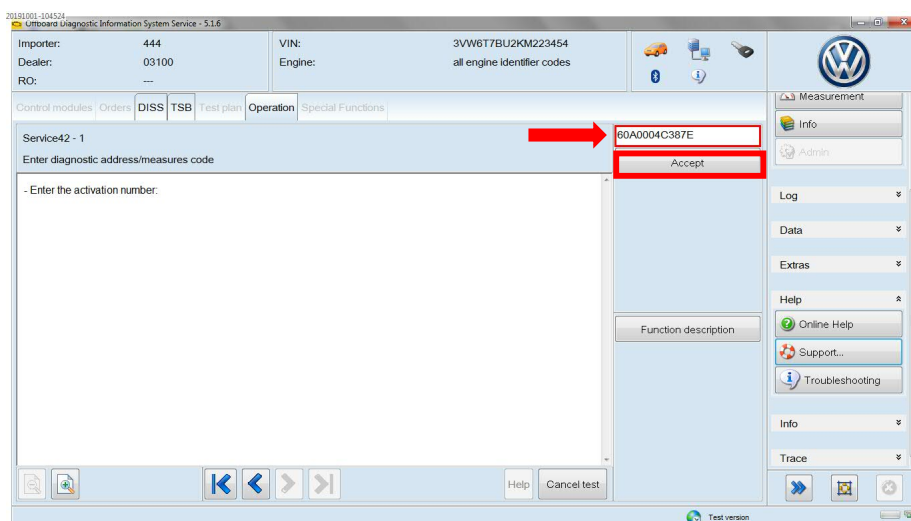 20191001-104524
Offboard Diagnostic Information System Service - 5.1.6
Importer: 444 VIN: 3VW6T7BU2KM223454
Dealer: 03100 Engine: all engine identifier codes
RO: ---
Control modules Orders DISS TSB Test plan Operation Special Functions
Service42 - 1
Enter diagnostic address/measures code
- Enter the activation number:
60A0004C387E
Accept
Function description
Help Cancel test
Measurement
Info
Admin
Log
Data
Extras
Help
Online Help
Support...
Troubleshooting
Info
Trace
Test version